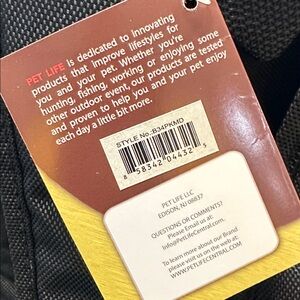 PET LIFE is dedicated to innovating
products that improve lifestyles for
you and your pet. Whether you're
hunting, fishing, working or enjoying some
other outdoor event, our products are tested
and proven to help you and your pet enjoy
each day a little bit more.
STYLE No.:B34PKMD
8 58342 04432 5
PET LIFE LLC
EDISON, NJ 08837
QUESTIONS OR COMMENTS?
Please Email us at:
Info@PetLifeCentral.com.
To learn more about our Brand
please visit us on the web at:
WWW.PETLIFECENTRAL.COM